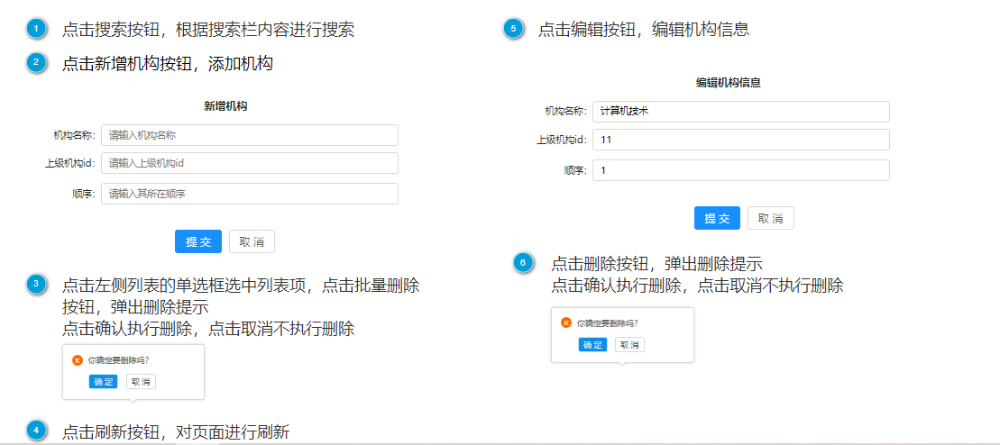 1 点击搜索按钮，根据搜索栏内容进行搜索
2 点击新增机构按钮，添加机构
新增机构
机构名称： 请输入机构名称
上级机构id： 请输入上级机构id
顺序： 请输入其所在顺序
提 交 取 消
3 点击左侧列表的单选框选中列表项，点击批量删除
按钮，弹出删除提示
点击确认执行删除，点击取消不执行删除
你确定要删除吗？
确 定 取 消
4 点击刷新按钮，对页面进行刷新
5 点击编辑按钮，编辑机构信息
编辑机构信息
机构名称： 计算机技术
上级机构id： 11
顺序： 1
提 交 取 消
6 点击删除按钮，弹出删除提示
点击确认执行删除，点击取消不执行删除
你确定要删除吗？
确 定 取 消